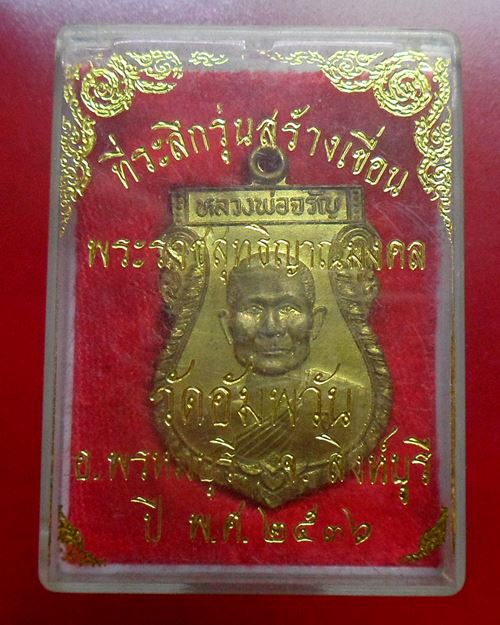 ที่ระลึกรุ่นสร้างเขื่อน
หลวงพ่อจรัญ
พระราชสุทธิญาณมงคล
วัดอัมพวัน
อ.พรหมบุรี จ.สิงห์บุรี
ปี พ.ศ.๒๕๓๖